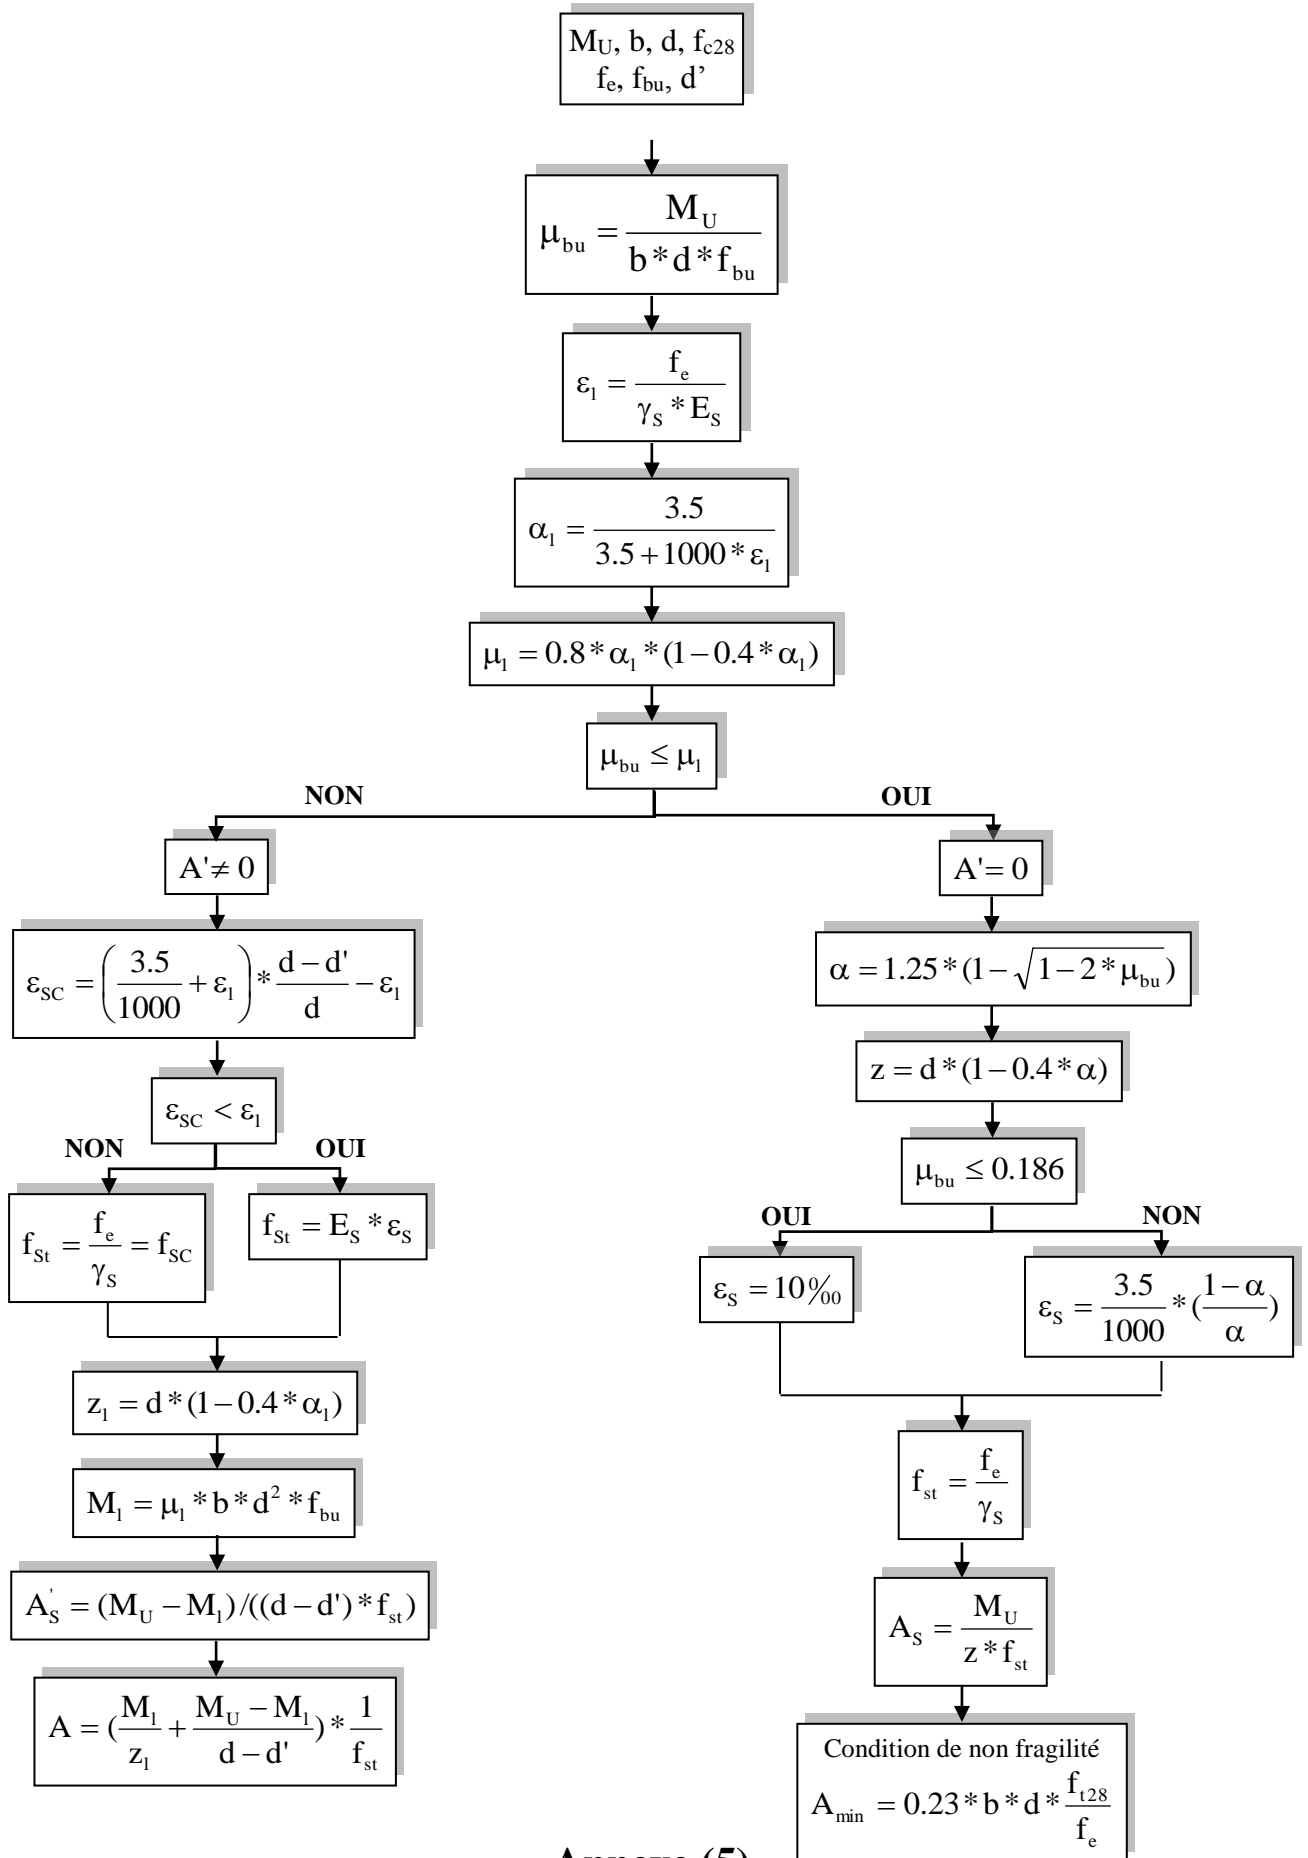 M_U, b, d, f_c28
f_e, f_bu, d’
μ_bu = M_U / (b * d * f_bu)
ε_l = f_e / (γ_S * E_S)
α_l = 3.5 / (3.5 + 1000 * ε_l)
μ_l = 0.8 * α_l * (1 − 0.4 * α_l)
μ_bu ≤ μ_l
NON
OUI
A' ≠ 0
ε_SC = (3.5/1000 + ε_l) * (d − d')/d − ε_l
ε_SC < ε_l
NON
OUI
f_St = f_e/γ_S = f_SC
f_St = E_S * ε_S
z_l = d * (1 − 0.4 * α_l)
M_l = μ_l * b * d² * f_bu
A'_S = (M_U − M_l)/((d − d') * f_st)
A = (M_l/z_l + (M_U − M_l)/(d − d')) * 1/f_st
A' = 0
α = 1.25 * (1 − √(1 − 2 * μ_bu))
z = d * (1 − 0.4 * α)
μ_bu ≤ 0.186
OUI
NON
ε_S = 10‰
ε_S = 3.5/1000 * ((1 − α)/α)
f_st = f_e/γ_S
A_S = M_U/(z * f_st)
Condition de non fragilité
A_min = 0.23 * b * d * f_t28/f_e
Annexe (5)